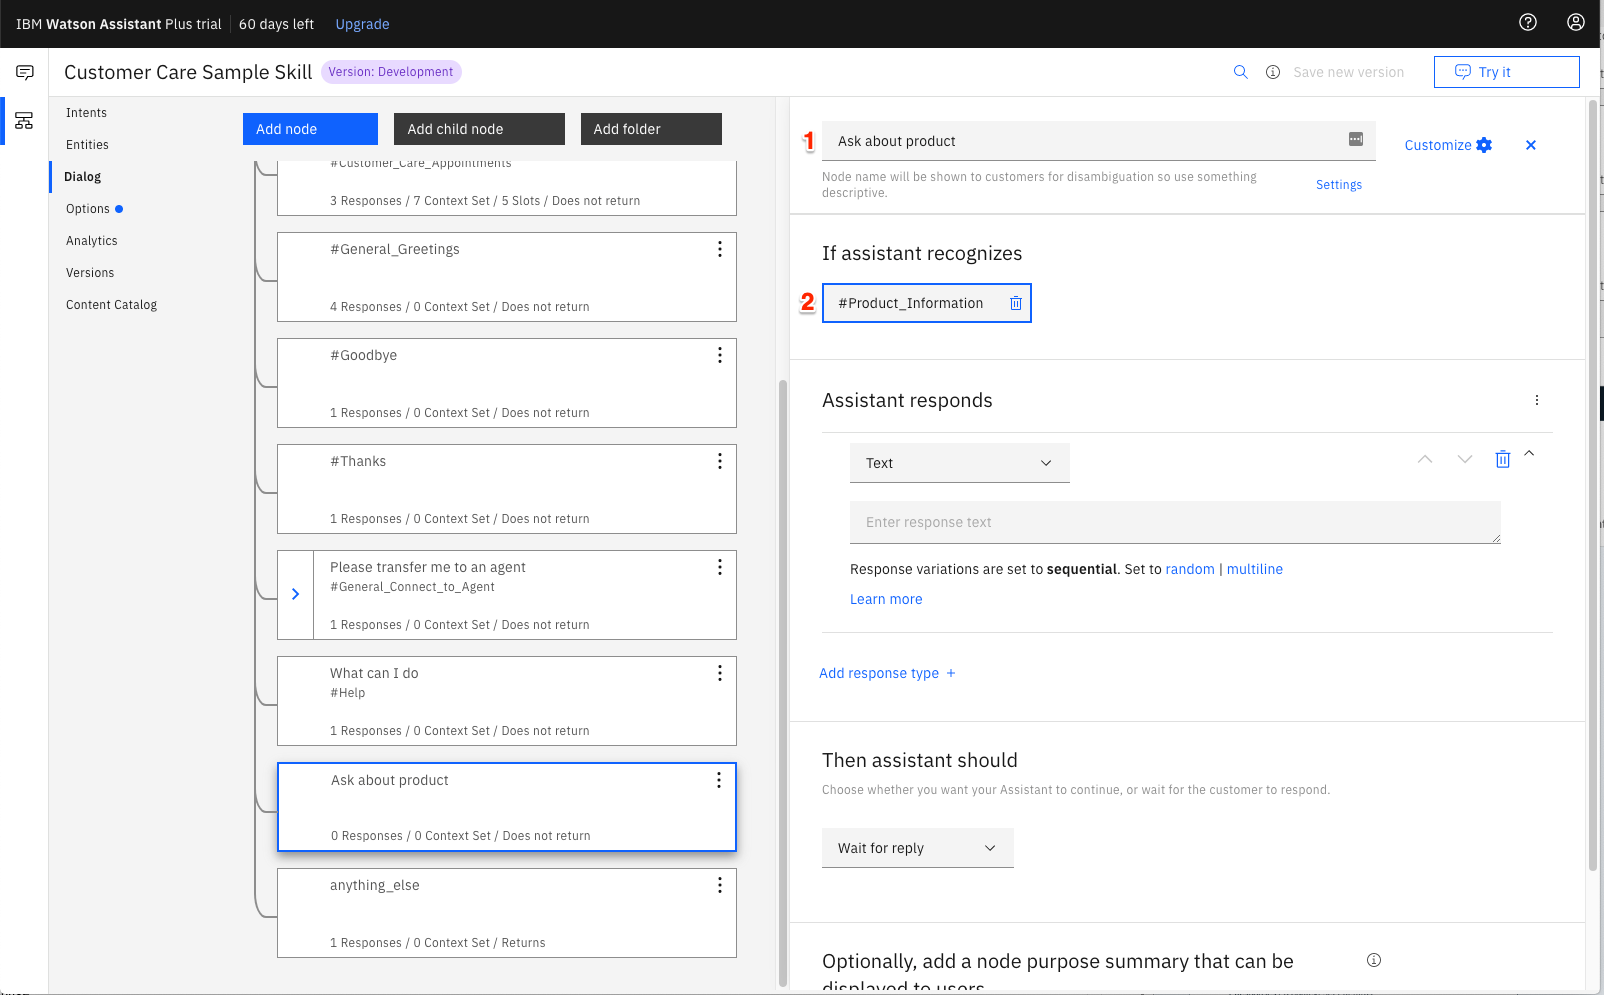 IBM Watson Assistant Plus trial 60 days left Upgrade
Customer Care Sample Skill Version: Development
Save new version
Try it
Intents
Entities
Dialog
Options
Analytics
Versions
Content Catalog
Add node Add child node Add folder
#Customer_Care_Appointments
3 Responses / 7 Context Set / 5 Slots / Does not return
#General_Greetings
4 Responses / 0 Context Set / Does not return
#Goodbye
1 Responses / 0 Context Set / Does not return
#Thanks
1 Responses / 0 Context Set / Does not return
Please transfer me to an agent
#General_Connect_to_Agent
1 Responses / 0 Context Set / Does not return
What can I do
#Help
1 Responses / 0 Context Set / Does not return
Ask about product
0 Responses / 0 Context Set / Does not return
anything_else
1 Responses / 0 Context Set / Returns
1 Ask about product
Customize
Node name will be shown to customers for disambiguation so use something
descriptive.
Settings
If assistant recognizes
2 #Product_Information
Assistant responds
Text
Enter response text
Response variations are set to sequential. Set to random | multiline
Learn more
Add response type +
Then assistant should
Choose whether you want your Assistant to continue, or wait for the customer to respond.
Wait for reply
Optionally, add a node purpose summary that can be
displayed to users